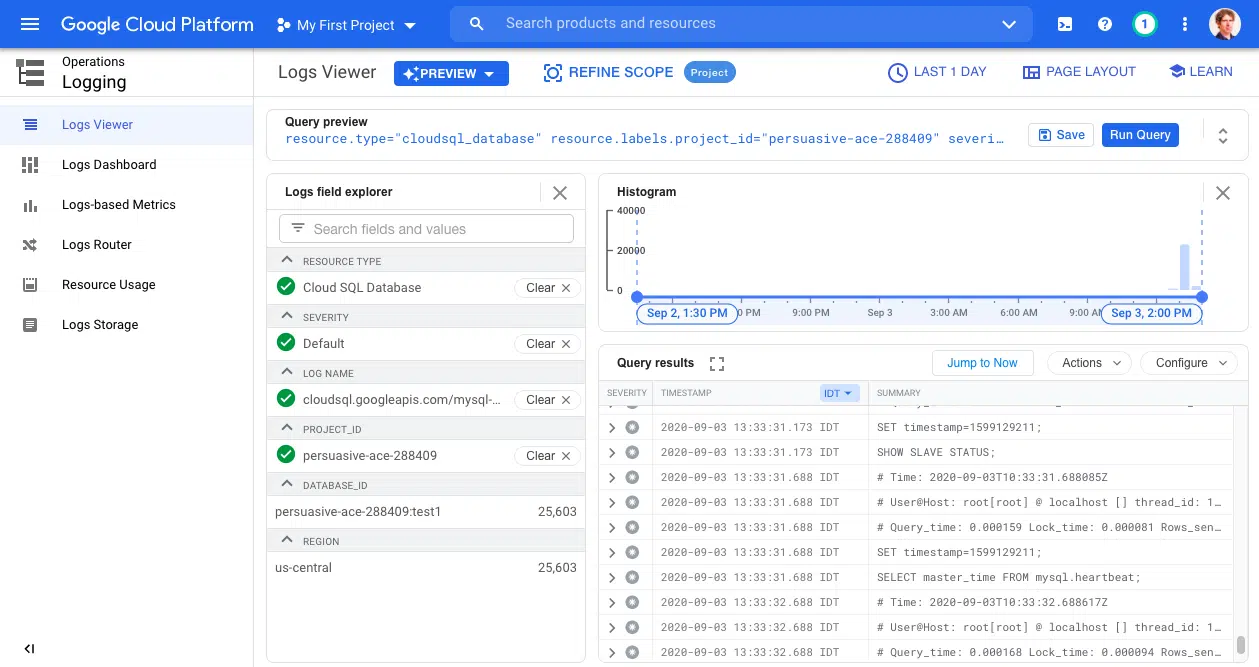 Google Cloud Platform
My First Project
Search products and resources
1
Operations
Logging
Logs Viewer
Logs Dashboard
Logs-based Metrics
Logs Router
Resource Usage
Logs Storage
Logs Viewer
PREVIEW
REFINE SCOPE
Project
LAST 1 DAY
PAGE LAYOUT
LEARN
Query preview
resource.type="cloudsql_database" resource.labels.project_id="persuasive-ace-288409" severi…
Save
Run Query
Logs field explorer
Search fields and values
RESOURCE TYPE
Cloud SQL Database Clear
SEVERITY
Default Clear
LOG NAME
cloudsql.googleapis.com/mysql-… Clear
PROJECT_ID
persuasive-ace-288409 Clear
DATABASE_ID
persuasive-ace-288409:test1 25,603
REGION
us-central 25,603
Histogram
40000
20000
0
Sep 2, 1:30 PM
0 PM 9:00 PM Sep 3 3:00 AM 6:00 AM 9:00 AM
Sep 3, 2:00 PM
Query results
Jump to Now
Actions
Configure
SEVERITY TIMESTAMP IDT SUMMARY
2020-09-03 13:33:31.173 IDT SET timestamp=1599129211;
2020-09-03 13:33:31.173 IDT SHOW SLAVE STATUS;
2020-09-03 13:33:31.688 IDT # Time: 2020-09-03T10:33:31.688085Z
2020-09-03 13:33:31.688 IDT # User@Host: root[root] @ localhost [] thread_id: 1…
2020-09-03 13:33:31.688 IDT # Query_time: 0.000159 Lock_time: 0.000081 Rows_sen…
2020-09-03 13:33:31.688 IDT SET timestamp=1599129211;
2020-09-03 13:33:31.688 IDT SELECT master_time FROM mysql.heartbeat;
2020-09-03 13:33:32.688 IDT # Time: 2020-09-03T10:33:32.688617Z
2020-09-03 13:33:32.688 IDT # User@Host: root[root] @ localhost [] thread_id: 1…
2020-09-03 13:33:32.688 IDT # Query_time: 0.000168 Lock_time: 0.000094 Rows_sen…